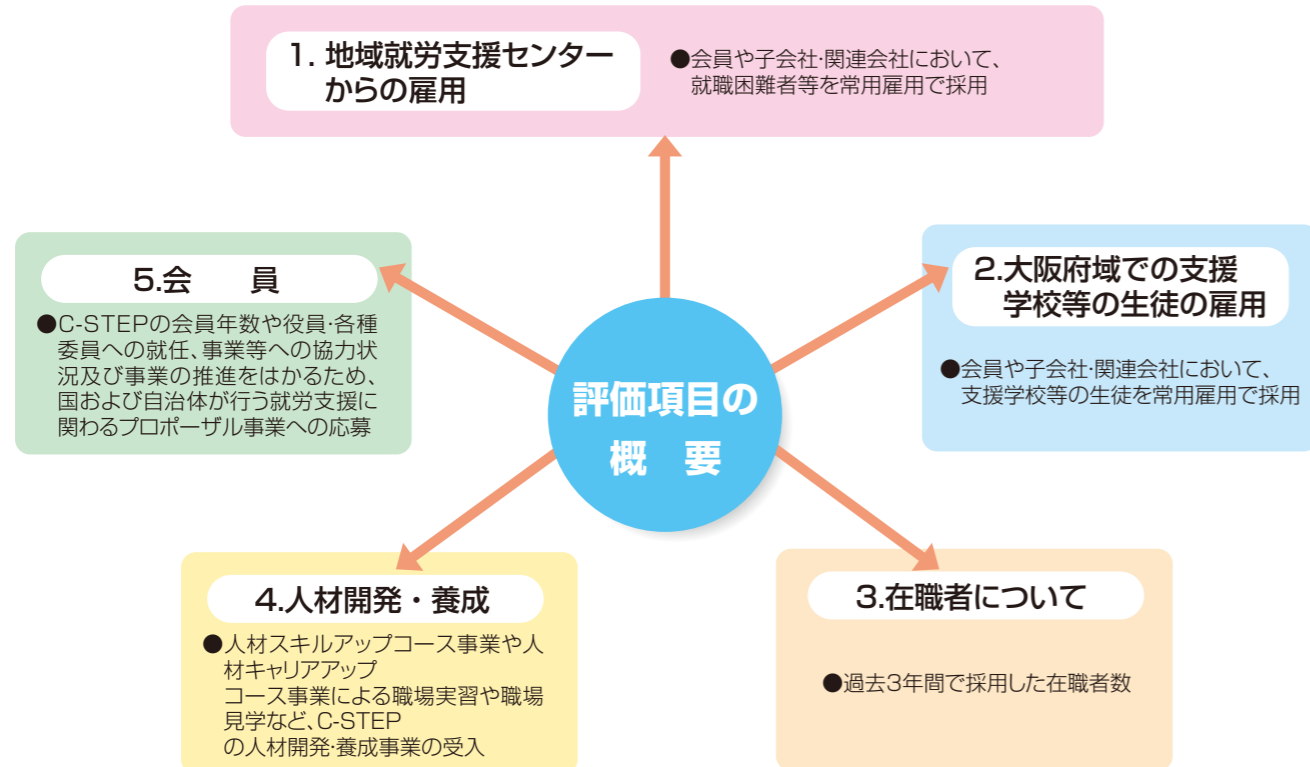 1. 地域就労支援センター
からの雇用
●会員や子会社・関連会社において、
就職困難者等を常用雇用で採用
5.会　　員
●C-STEPの会員年数や役員・各種
委員への就任、事業等への協力状
況及び事業の推進をはかるため、
国および自治体が行う就労支援に
関わるプロポーザル事業への応募
2.大阪府域での支援
学校等の生徒の雇用
●会員や子会社・関連会社において、
支援学校等の生徒を常用雇用で採用
評価項目の
概　要
4.人材開発・養成
●人材スキルアップコース事業や人
材キャリアアップ
コース事業による職場実習や職場
見学など、C-STEP
の人材開発・養成事業の受入
3.在職者について
●過去3年間で採用した在職者数